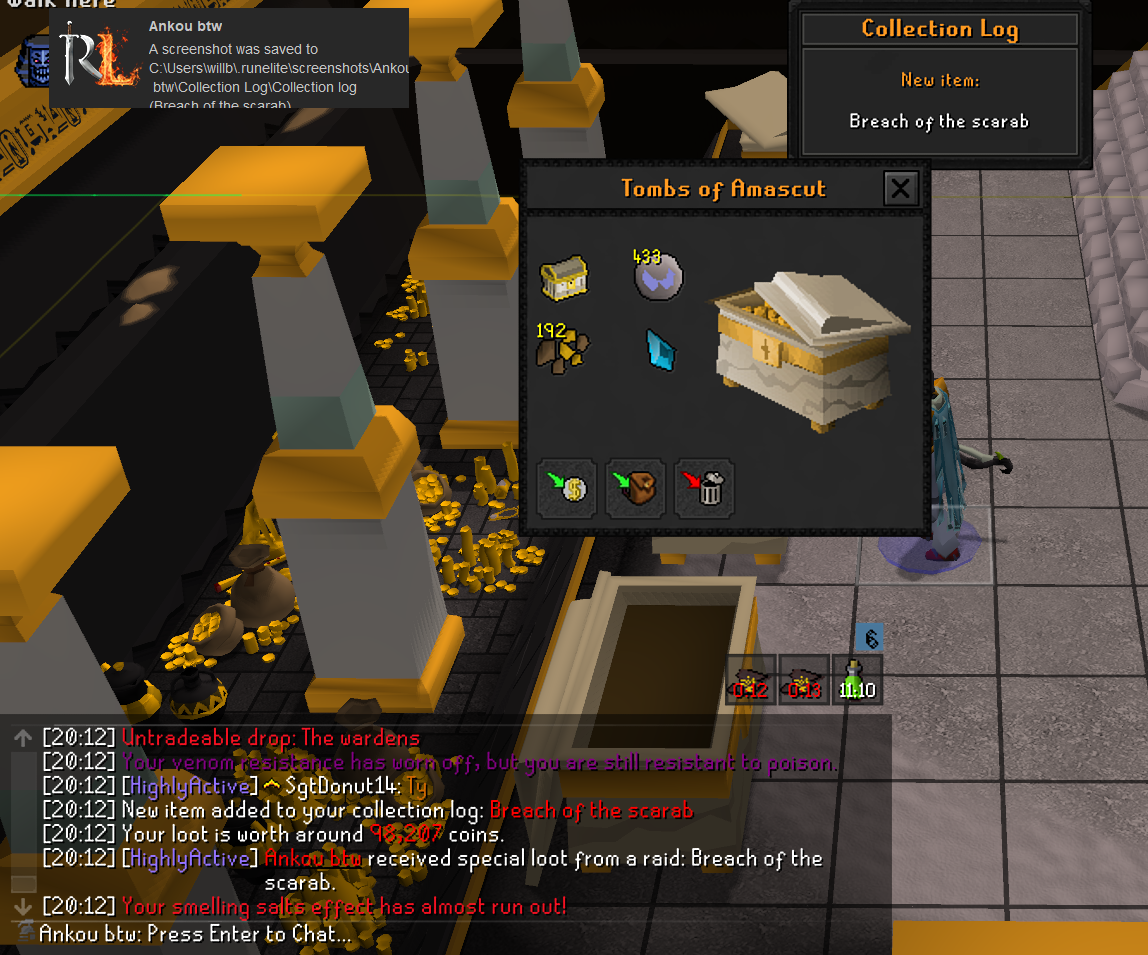 Walk here
RL
Ankou btw
A screenshot was saved to
C:\Users\willb\.runelite\screenshots\Ankou
btw\Collection Log\Collection log
(Breach of the scarab)
Collection Log
New item:
Breach of the scarab
Tombs of Amascut
433
192
6
0:12 0:13 11:10
[20:12] Untradeable drop: The wardens
[20:12] Your venom resistance has worn off, but you are still resistant to poison.
[20:12] [HighlyActive] SgtDonut14: Ty
[20:12] New item added to your collection log: Breach of the scarab
[20:12] Your loot is worth around 98,207 coins.
[20:12] [HighlyActive] Ankou btw received special loot from a raid: Breach of the
scarab.
[20:12] Your smelling salts effect has almost run out!
Ankou btw: Press Enter to Chat...